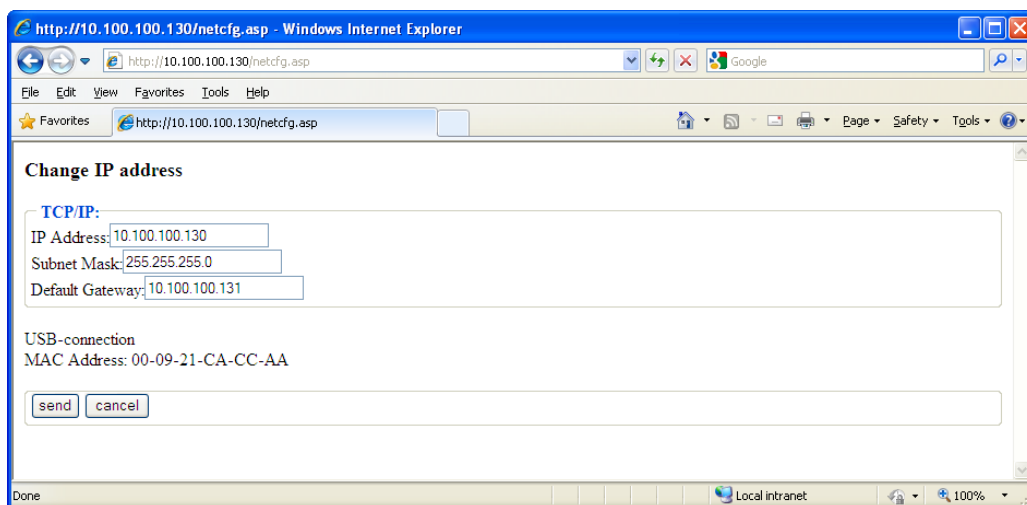 http://10.100.100.130/netcfg.asp - Windows Internet Explorer
http://10.100.100.130/netcfg.asp
Google
File Edit View Favorites Tools Help
Favorites http://10.100.100.130/netcfg.asp Page Safety Tools
Change IP address
TCP/IP:
IP Address: 10.100.100.130
Subnet Mask: 255.255.255.0
Default Gateway: 10.100.100.131
USB-connection
MAC Address: 00-09-21-CA-CC-AA
send cancel
Done Local intranet 100%